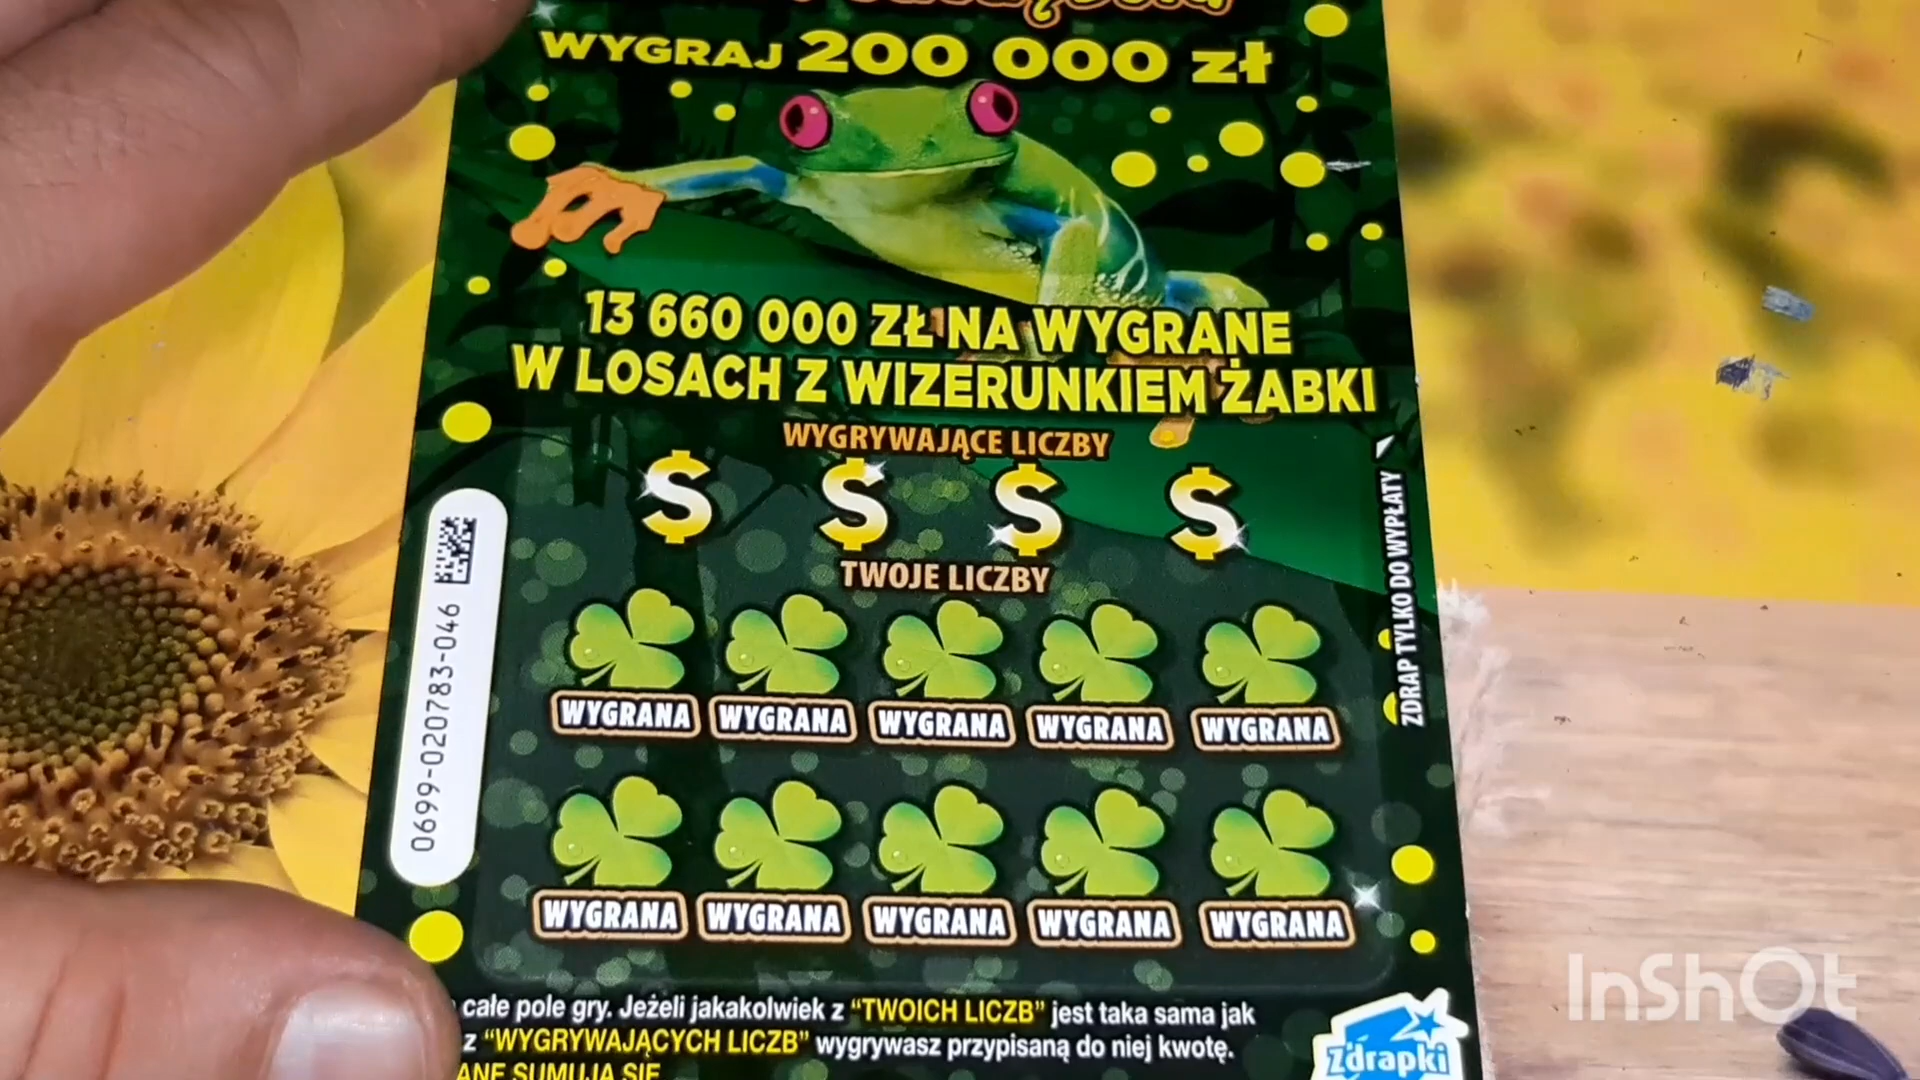 WYGRAJ 200 000 zł
13 660 000 ZŁ NA WYGRANE
W LOSACH Z WIZERUNKIEM ŻABKI
WYGRYWAJĄCE LICZBY
$ $ $ $
TWOJE LICZBY
WYGRANA WYGRANA WYGRANA WYGRANA WYGRANA
WYGRANA WYGRANA WYGRANA WYGRANA WYGRANA
0699-020783-046
ZDRAP TYLKO DO WYPŁATY
całe pole gry. Jeżeli jakakolwiek z “TWOICH LICZB” jest taka sama jak
z “WYGRYWAJĄCYCH LICZB” wygrywasz przypisaną do niej kwotę.
SUMUJĄ SIĘ
Zdrapki
InShOt